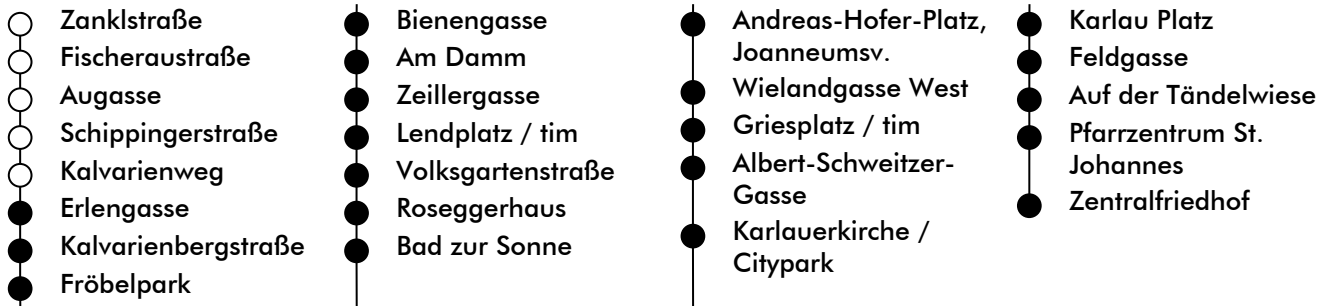 Zanklstraße
Fischeraustraße
Augasse
Schippingerstraße
Kalvarienweg
Erlengasse
Kalvarienbergstraße
Fröbelpark
Bienengasse
Am Damm
Zeillergasse
Lendplatz / tim
Volksgartenstraße
Roseggerhaus
Bad zur Sonne
Andreas-Hofer-Platz,
Joanneumsv.
Wielandgasse West
Griesplatz / tim
Albert-Schweitzer-
Gasse
Karlauerkirche /
Citypark
Karlau Platz
Feldgasse
Auf der Tändelwiese
Pfarrzentrum St.
Johannes
Zentralfriedhof